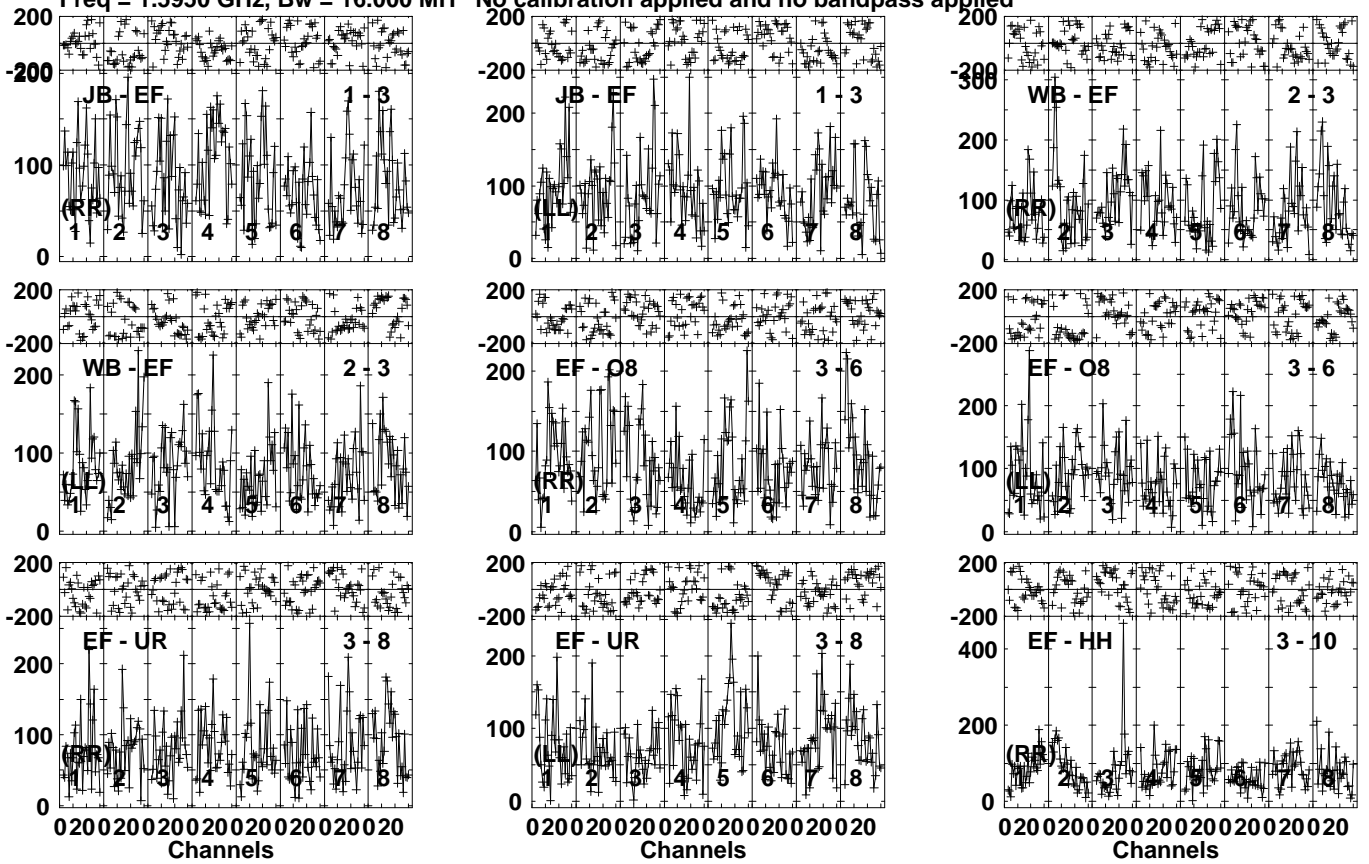 Freq = 1.5950 GHz, Bw = 16.000 MH No calibration applied and no bandpass applied
200 200 200
-200 -200 -200
200 300
JB - EF 1 - 3 JB - EF 1 - 3 WB - EF 2 - 3
200 200
100 100 100
(RR) (LL) (RR)
1 2 3 4 5 6 7 8 1 2 3 4 5 6 7 8 1 2 3 4 5 6 7 8
0 0 0
200 200 200
-200 -200 -200
WB - EF 2 - 3 EF - O8 3 - 6 EF - O8 3 - 6
200 200 200
100 100 100
(LL) (RR) (LL)
1 2 3 4 5 6 7 8 1 2 3 4 5 6 7 8 1 2 3 4 5 6 7 8
0 0 0
200 200 200
-200 -200 -200
EF - UR 3 - 8 EF - UR 3 - 8 EF - HH 3 - 10
200 200 400
100 100 200
(RR) (LL) (RR)
1 2 3 4 5 6 7 8 1 2 3 4 5 6 7 8 1 2 3 4 5 6 7 8
0 0 0
0 20 0 20 0 20 0 20 0 20 0 20 0 20 0 20 0 20 0 20 0 20 0 20 0 20 0 20 0 20 0 20 0 20 0 20 0 20 0 20 0 20 0 20 0 20 0 20
Channels Channels Channels